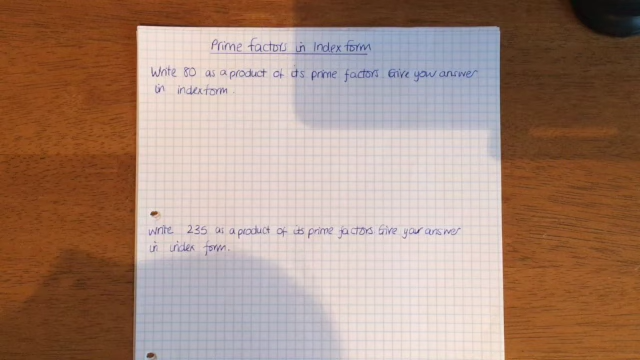 Prime factors in index form
Write 80 as a product of its prime factors. Give your answer
in index form.
Write 235 as a product of its prime factors. Give your answer
in index form.